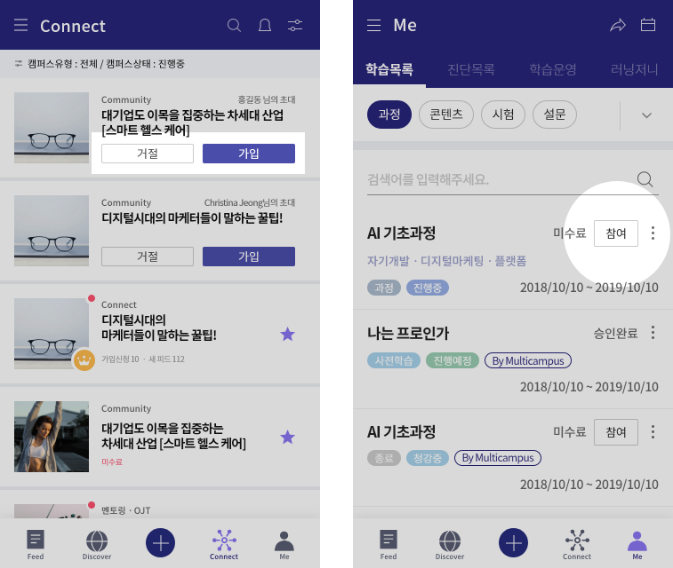 Connect
캠퍼스유형 : 전체 / 캠퍼스상태 : 진행중
Community
홍길동 님의 초대
대기업도 이목을 집중하는 차세대 산업
[스마트 헬스 케어]
거절
가입
Community
Christina Jeong님의 초대
디지털시대의 마케터들이 말하는 꿀팁!
거절
가입
Connect
디지털시대의
마케터들이 말하는 꿀팁!
가입신청 10 · 새 피드 112
Community
대기업도 이목을 집중하는
차세대 산업 [스마트 헬스 케어]
미수료
멘토링 · OJT
Feed
Discover
Connect
Me
Me
학습목록
진단목록
학습운영
러닝저니
과정
콘텐츠
시험
설문
검색어를 입력해주세요.
AI 기초과정
미수료
참여
자기개발 · 디지털마케팅 · 플랫폼
과정
진행중
2018/10/10 ~ 2019/10/10
나는 프로인가
승인완료
사전학습
진행예정
By Multicampus
2018/10/10 ~ 2019/10/10
AI 기초과정
미수료
참여
종료
청강중
By Multicampus
2018/10/10 ~ 2019/10/10
Feed
Discover
Connect
Me